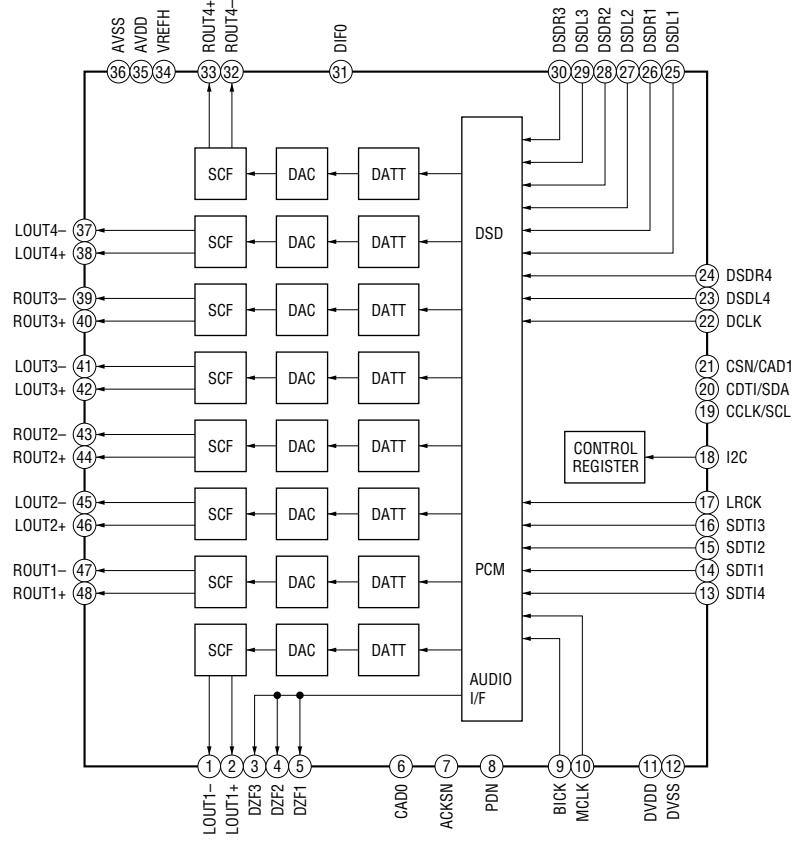 AVSS
AVDD
VREFH
ROUT4+
ROUT4–
DIF0
DSDR3
DSDL3
DSDR2
DSDL2
DSDR1
DSDL1
36 35 34 33 32 31 30 29 28 27 26 25
SCF DAC DATT
DSD
LOUT4– 37
LOUT4+ 38
SCF DAC DATT
24 DSDR4
23 DSDL4
22 DCLK
ROUT3– 39
ROUT3+ 40
SCF DAC DATT
21 CSN/CAD1
20 CDTI/SDA
19 CCLK/SCL
LOUT3– 41
LOUT3+ 42
SCF DAC DATT
ROUT2– 43
ROUT2+ 44
SCF DAC DATT
CONTROL
REGISTER
18 I2C
LOUT2– 45
LOUT2+ 46
SCF DAC DATT
17 LRCK
16 SDTI3
15 SDTI2
14 SDTI1
13 SDTI4
ROUT1– 47
ROUT1+ 48
SCF DAC DATT
PCM
SCF DAC DATT
AUDIO
I/F
1 2 3 4 5 6 7 8 9 10 11 12
LOUT1–
LOUT1+
DZF3
DZF2
DZF1
CAD0
ACKSN
PDN
BICK
MCLK
DVDD
DVSS